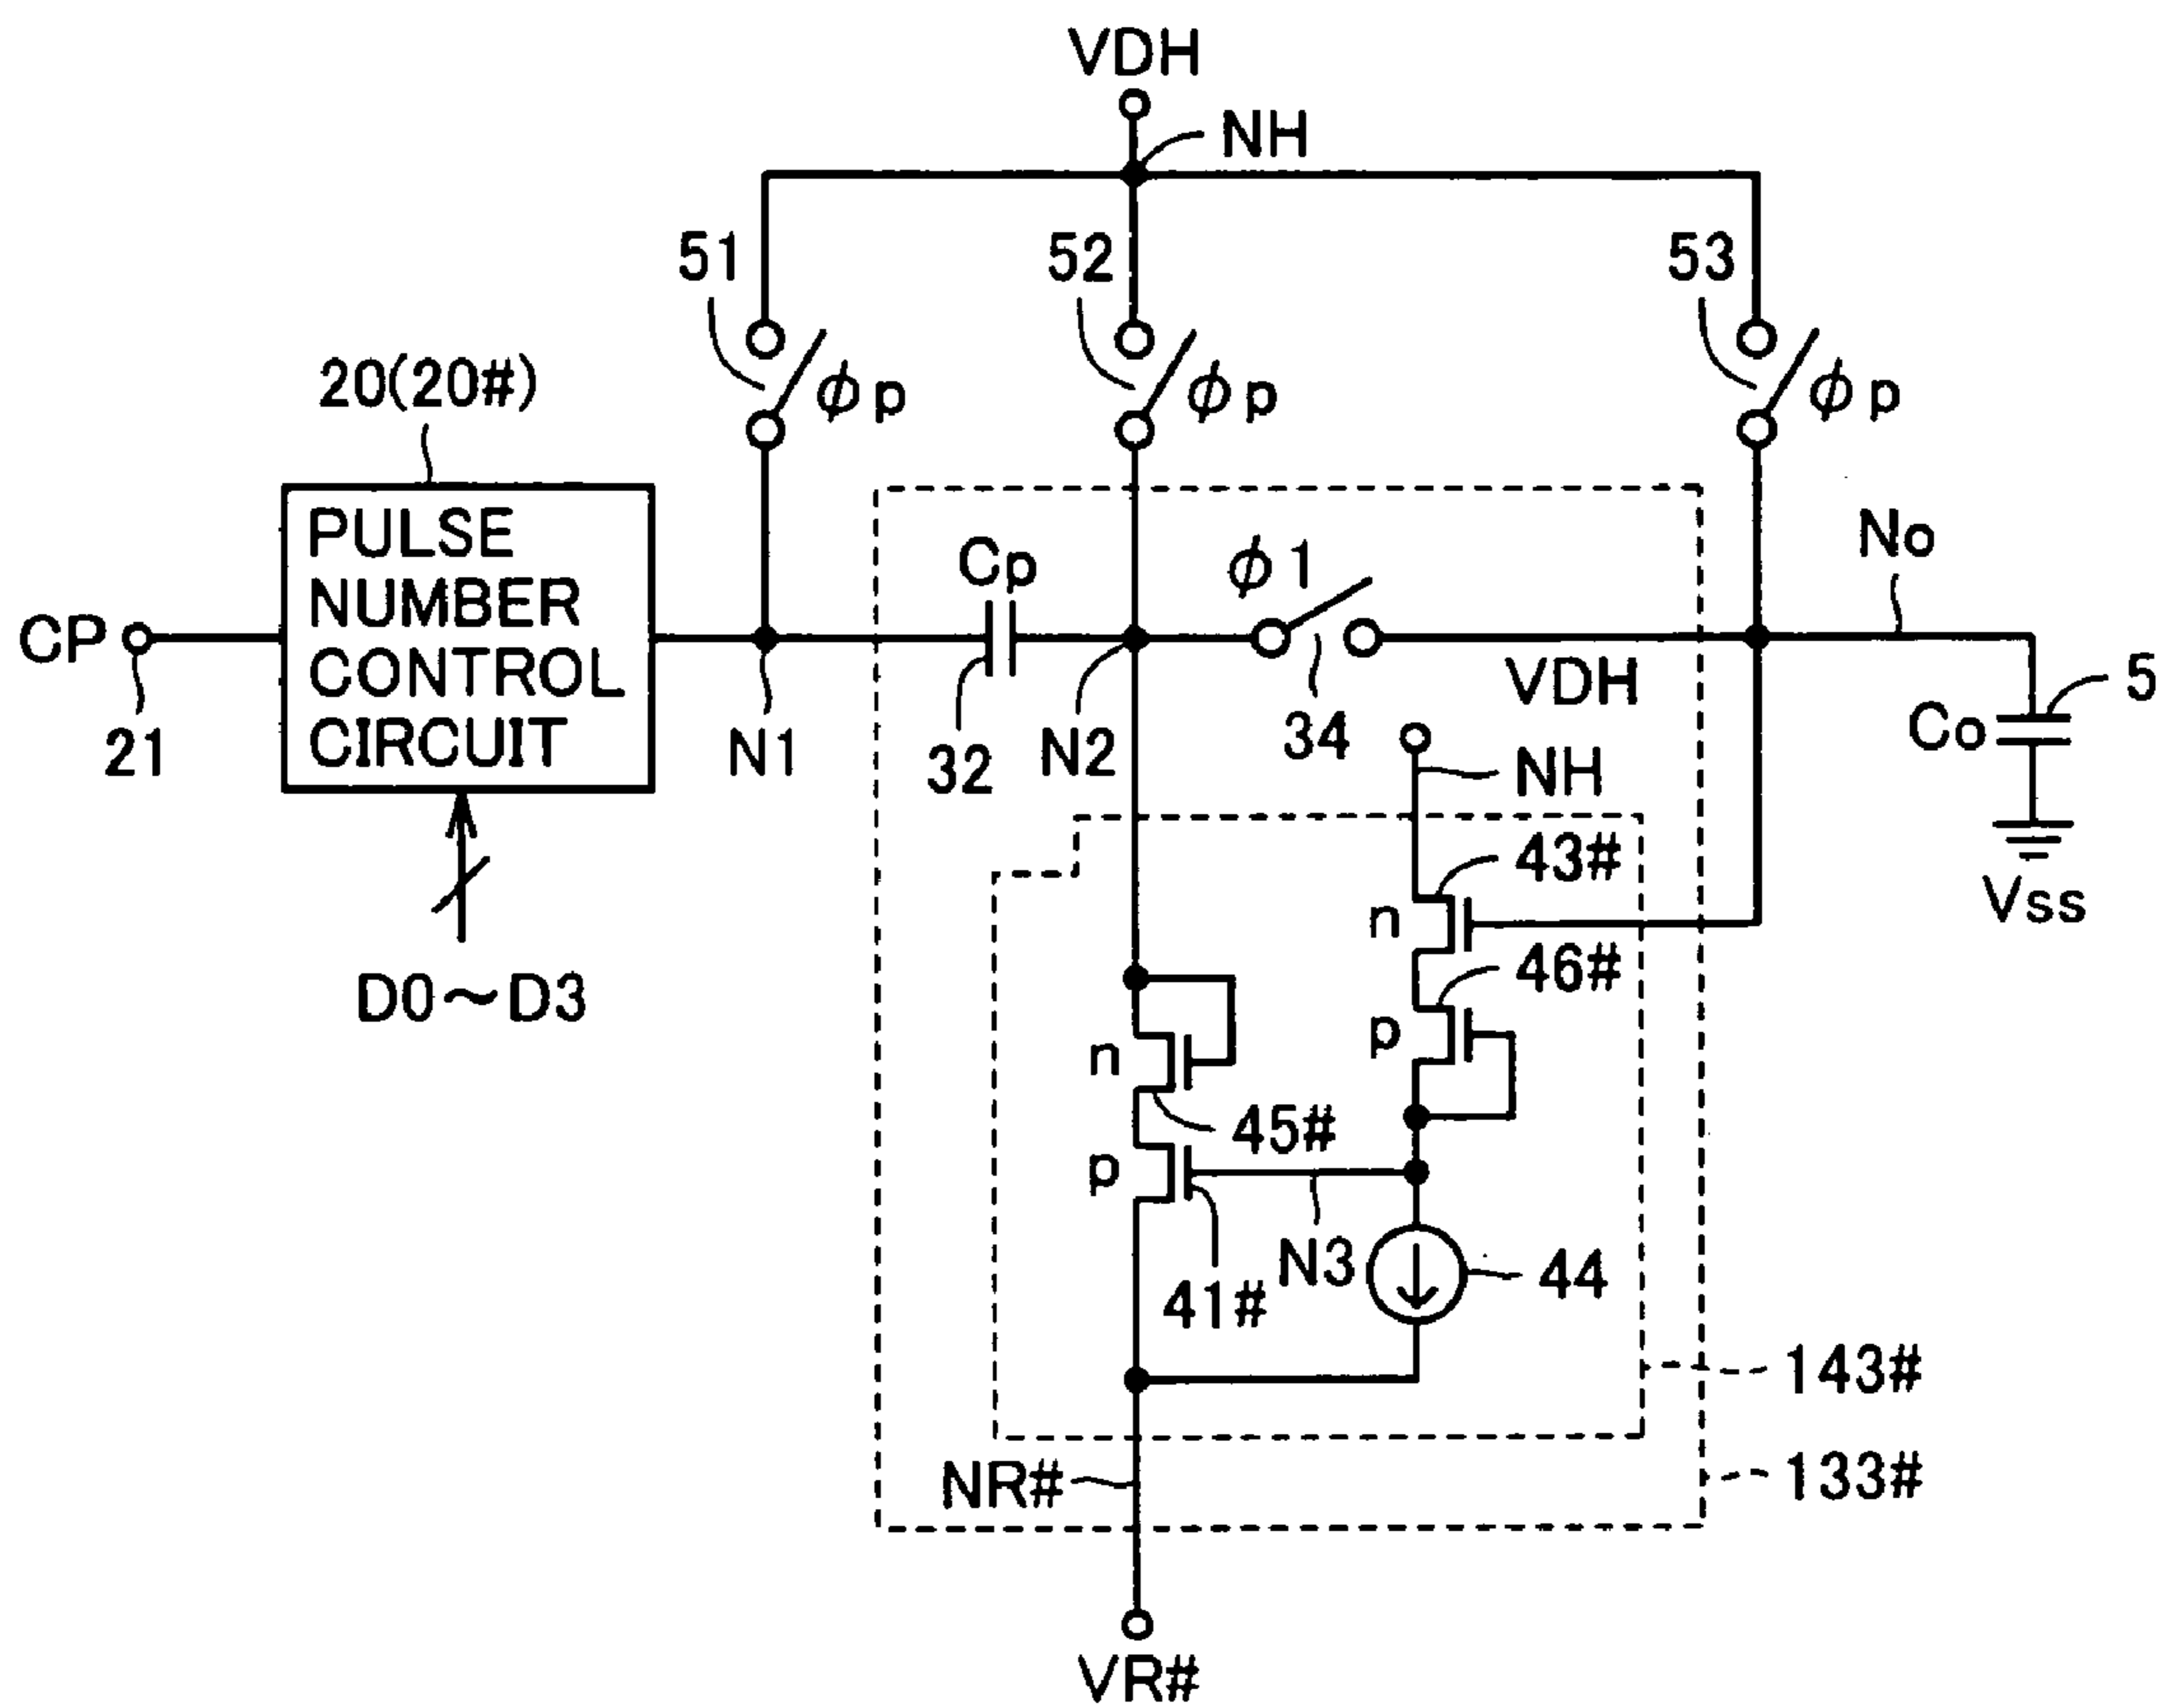 VDH
NH
51
52
53
20(20#)
ϕp
ϕp
ϕp
PULSE
NUMBER
CONTROL
CIRCUIT
CP
21
N1
Cp
32
N2
ϕ1
34
VDH
NH
No
5
Co
Vss
D0~D3
43#
n
46#
p
n
45#
p
41#
N3
44
143#
133#
NR#
VR#